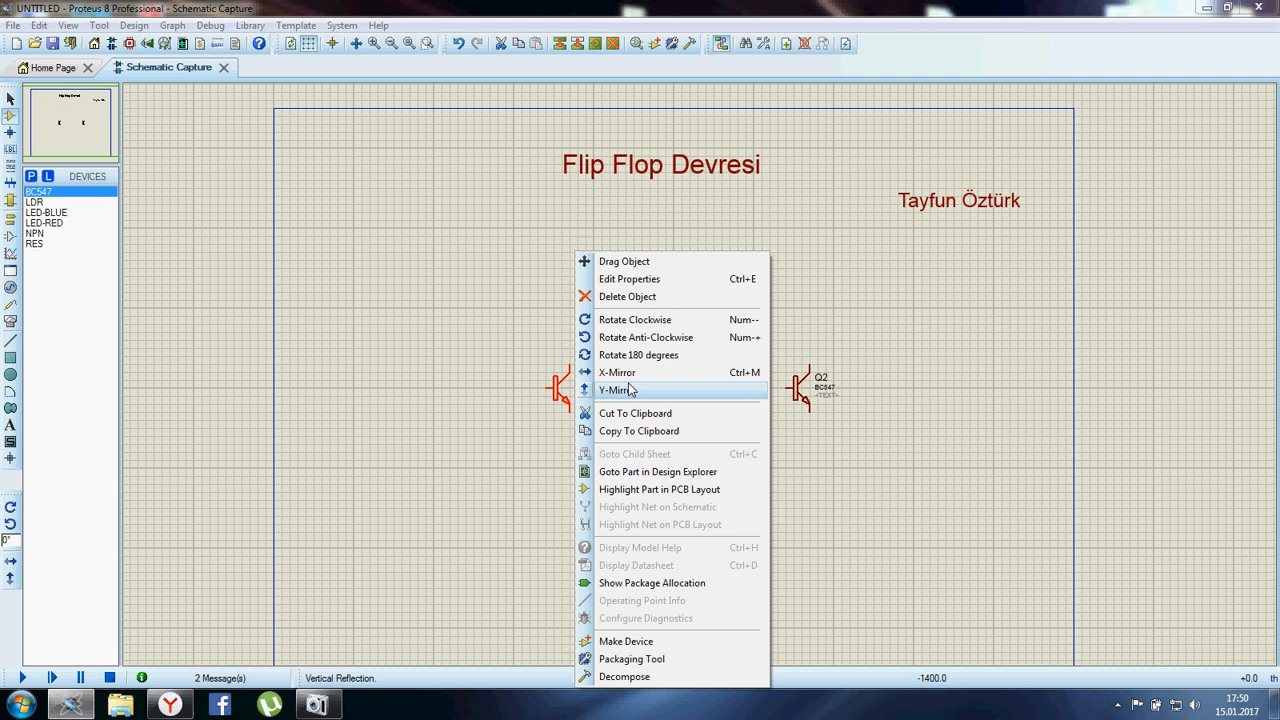 UNTITLED - Proteus 8 Professional - Schematic Capture
File Edit View Tool Design Graph Debug Library Template System Help
Home Page Schematic Capture
P L DEVICES
BC547
LDR
LED-BLUE
LED-RED
NPN
RES
LBL
A
0°
Flip Flop Devresi
Tayfun Öztürk
Drag Object
Edit Properties Ctrl+E
Delete Object
Rotate Clockwise Num--
Rotate Anti-Clockwise Num-+
Rotate 180 degrees
X-Mirror Ctrl+M
Y-Mirror
Cut To Clipboard
Copy To Clipboard
Goto Child Sheet Ctrl+C
Goto Part in Design Explorer
Highlight Part in PCB Layout
Highlight Net on Schematic
Highlight Net on PCB Layout
Display Model Help Ctrl+H
Display Datasheet Ctrl+D
Show Package Allocation
Operating Point Info
Configure Diagnostics
Make Device
Packaging Tool
Decompose
Q2
BC547
<TEXT>
2 Message(s) Vertical Reflection. -1400.0 +0.0 th
17:50
15.01.2017